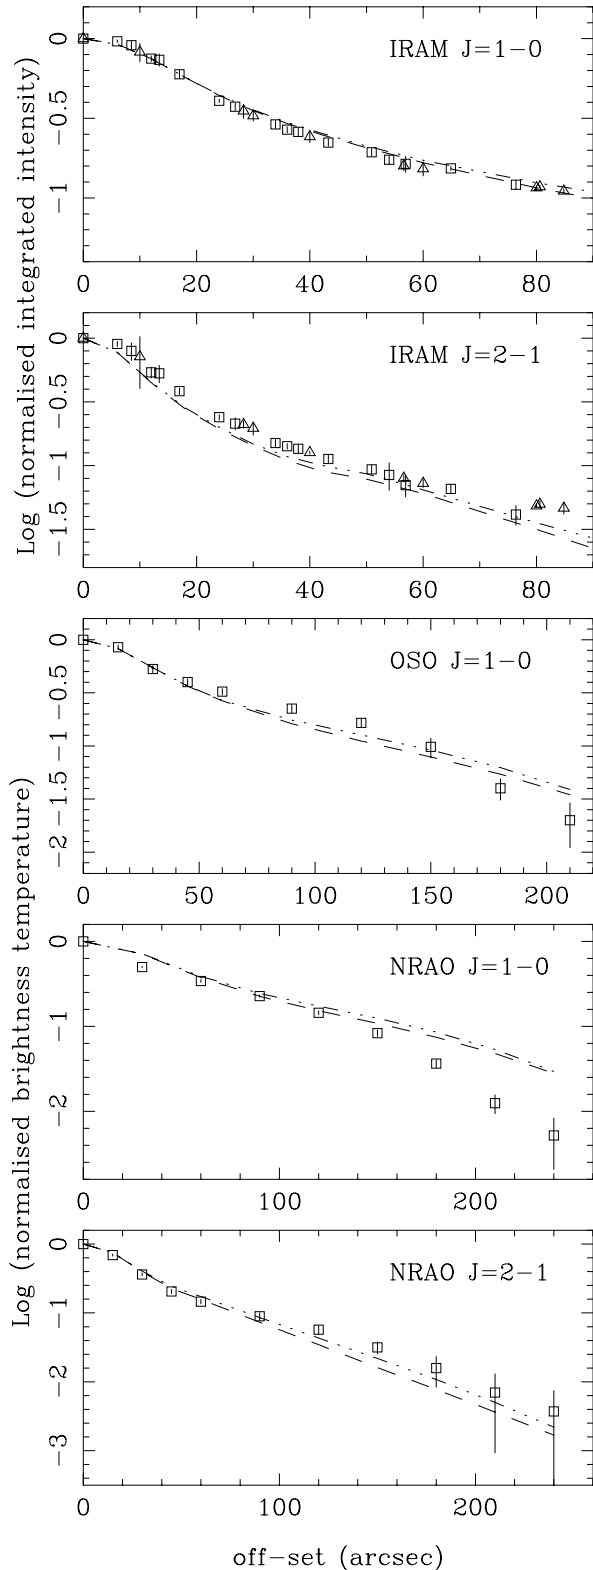 Log (normalised integrated intensity)
0
−0.5
−1
IRAM J=1−0
0 20 40 60 80
0
−0.5
−1
−1.5
IRAM J=2−1
0 20 40 60 80
Log (normalised brightness temperature)
0
−0.5
−1
−1.5
−2
OSO J=1−0
0 50 100 150 200
0
−1
−2
NRAO J=1−0
0 100 200
0
−1
−2
−3
NRAO J=2−1
0 100 200
off−set (arcsec)